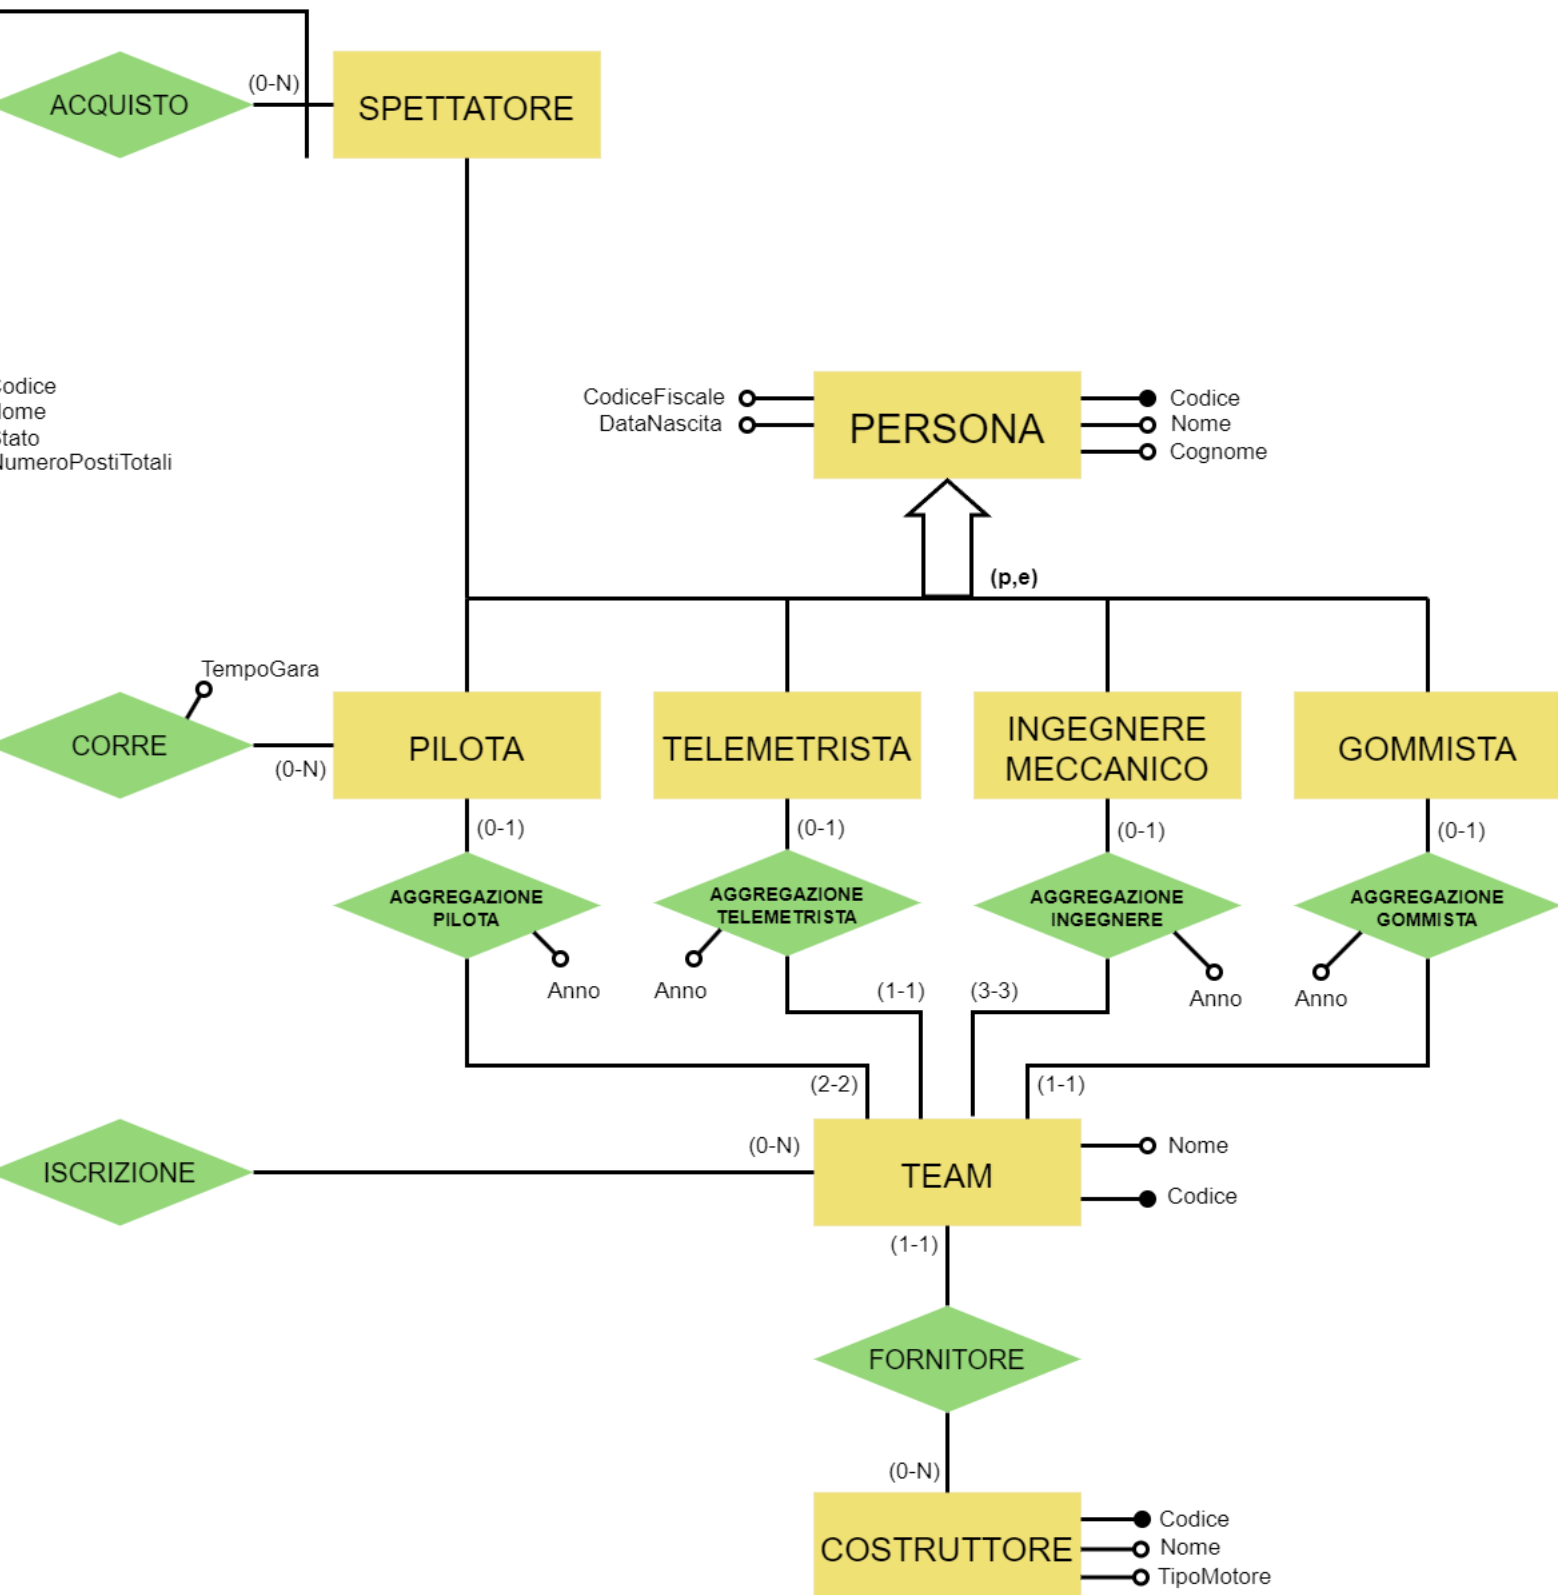 (0-N)
ACQUISTO
SPETTATORE
CodiceFiscale
DataNascita
PERSONA
Codice
Nome
Cognome
odice
ome
tato
NumeroPostiTotali
(p,e)
TempoGara
CORRE
(0-N)
PILOTA
TELEMETRISTA
INGEGNERE
MECCANICO
GOMMISTA
(0-1)
(0-1)
(0-1)
(0-1)
AGGREGAZIONE
PILOTA
AGGREGAZIONE
TELEMETRISTA
AGGREGAZIONE
INGEGNERE
AGGREGAZIONE
GOMMISTA
Anno
Anno
(1-1)
(3-3)
Anno
Anno
(2-2)
(1-1)
ISCRIZIONE
(0-N)
TEAM
Nome
Codice
(1-1)
FORNITORE
(0-N)
COSTRUTTORE
Codice
Nome
TipoMotore